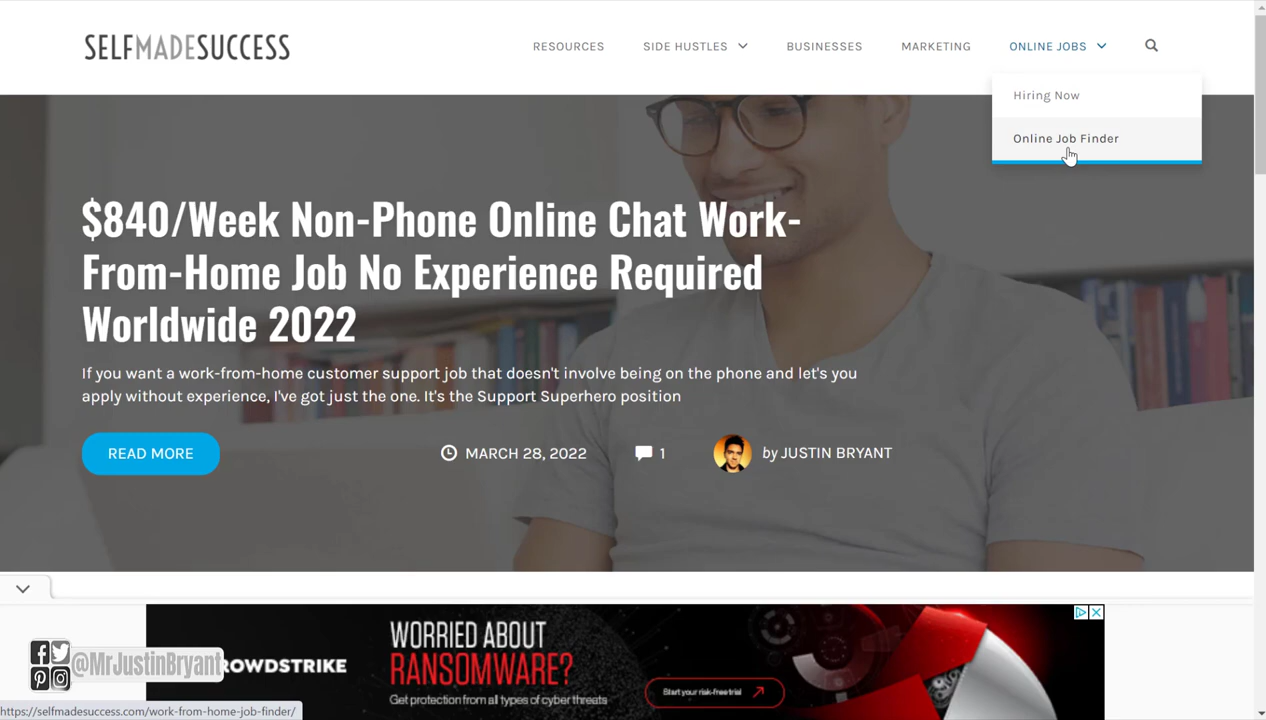 SELFMADESUCCESS
RESOURCES
SIDE HUSTLES
BUSINESSES
MARKETING
ONLINE JOBS
Hiring Now
Online Job Finder
$840/Week Non-Phone Online Chat Work-
From-Home Job No Experience Required
Worldwide 2022
If you want a work-from-home customer support job that doesn't involve being on the phone and let's you
apply without experience, I've got just the one. It's the Support Superhero position
READ MORE
MARCH 28, 2022
1
by JUSTIN BRYANT
WORRIED ABOUT
RANSOMWARE?
Get protection from all types of cyber threats
ROWDSTRIKE
Start your risk-free trial
@MrJustinBryant
https://selfmadesuccess.com/work-from-home-job-finder/